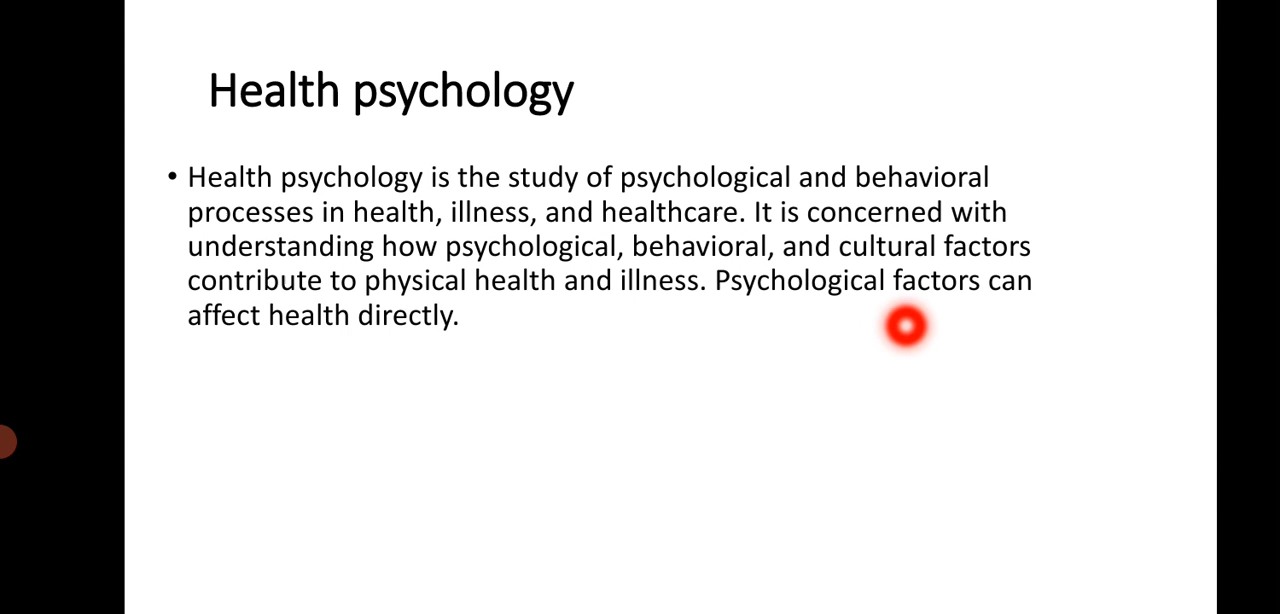 Health psychology
• Health psychology is the study of psychological and behavioral
processes in health, illness, and healthcare. It is concerned with
understanding how psychological, behavioral, and cultural factors
contribute to physical health and illness. Psychological factors can
affect health directly.